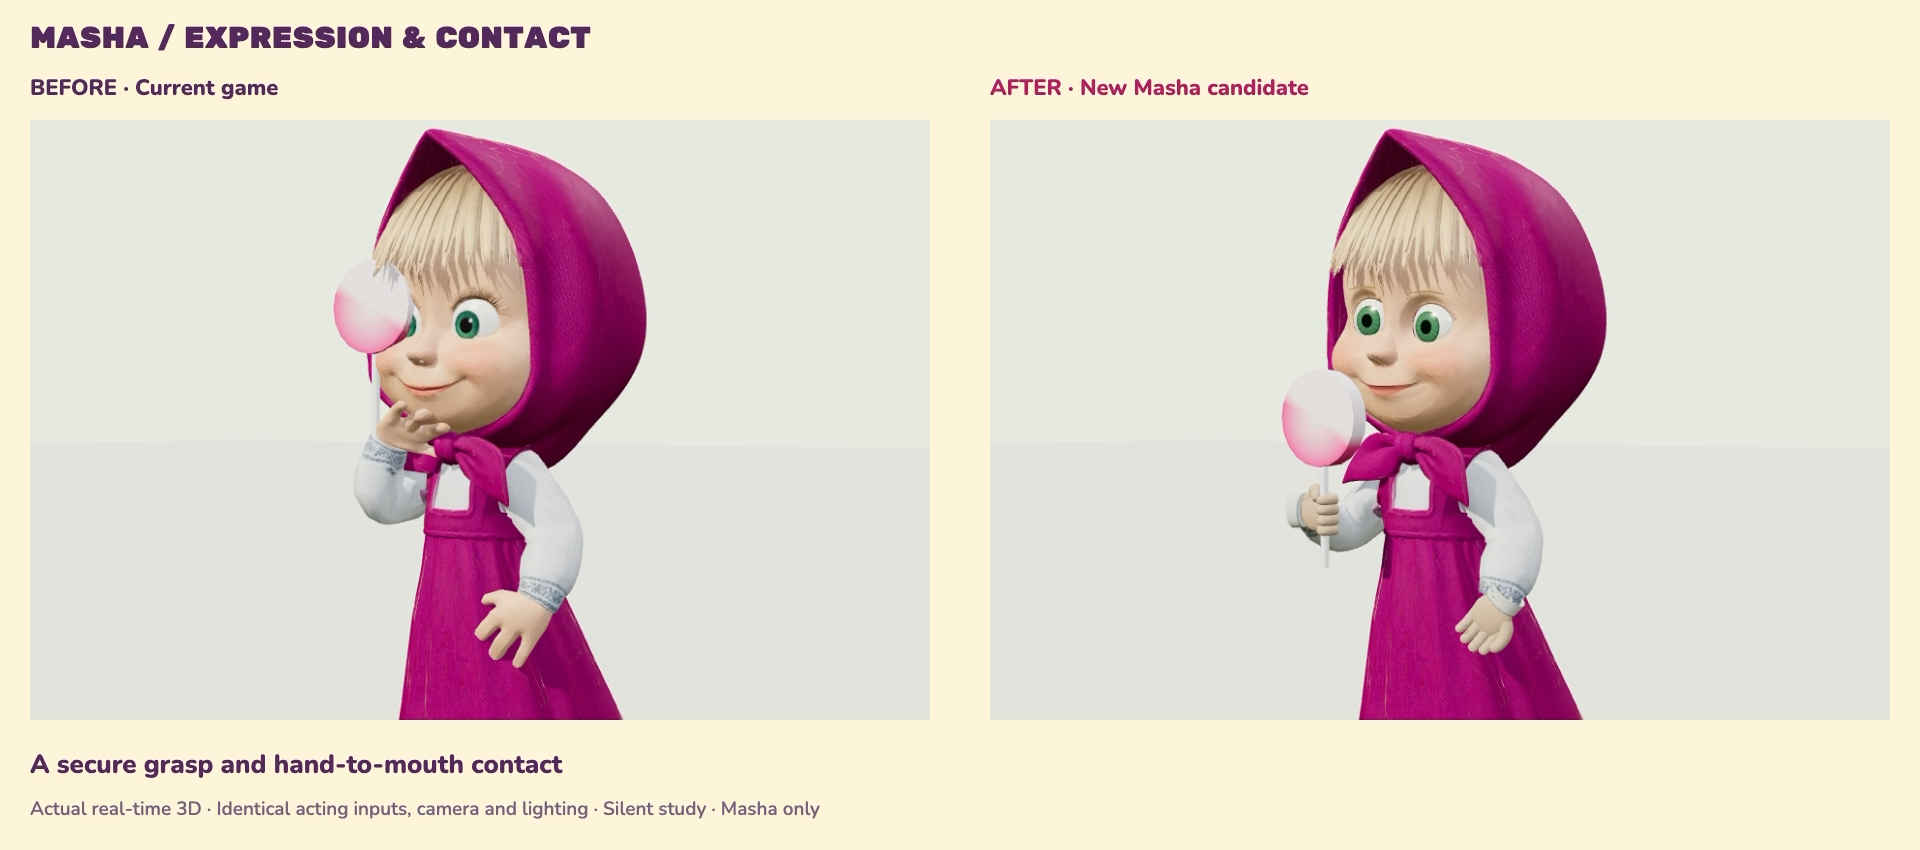 MASHA / EXPRESSION & CONTACT
BEFORE · Current game
AFTER · New Masha candidate
A secure grasp and hand-to-mouth contact
Actual real-time 3D · Identical acting inputs, camera and lighting · Silent study · Masha only